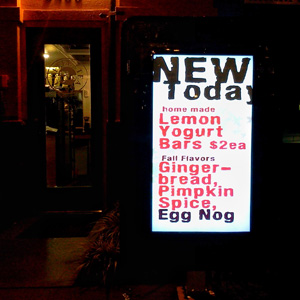 NEW
Today
home made
Lemon
Yogurt
Bars $2ea
Fall Flavors
Ginger-
bread,
Pimpkin
Spice,
Egg Nog